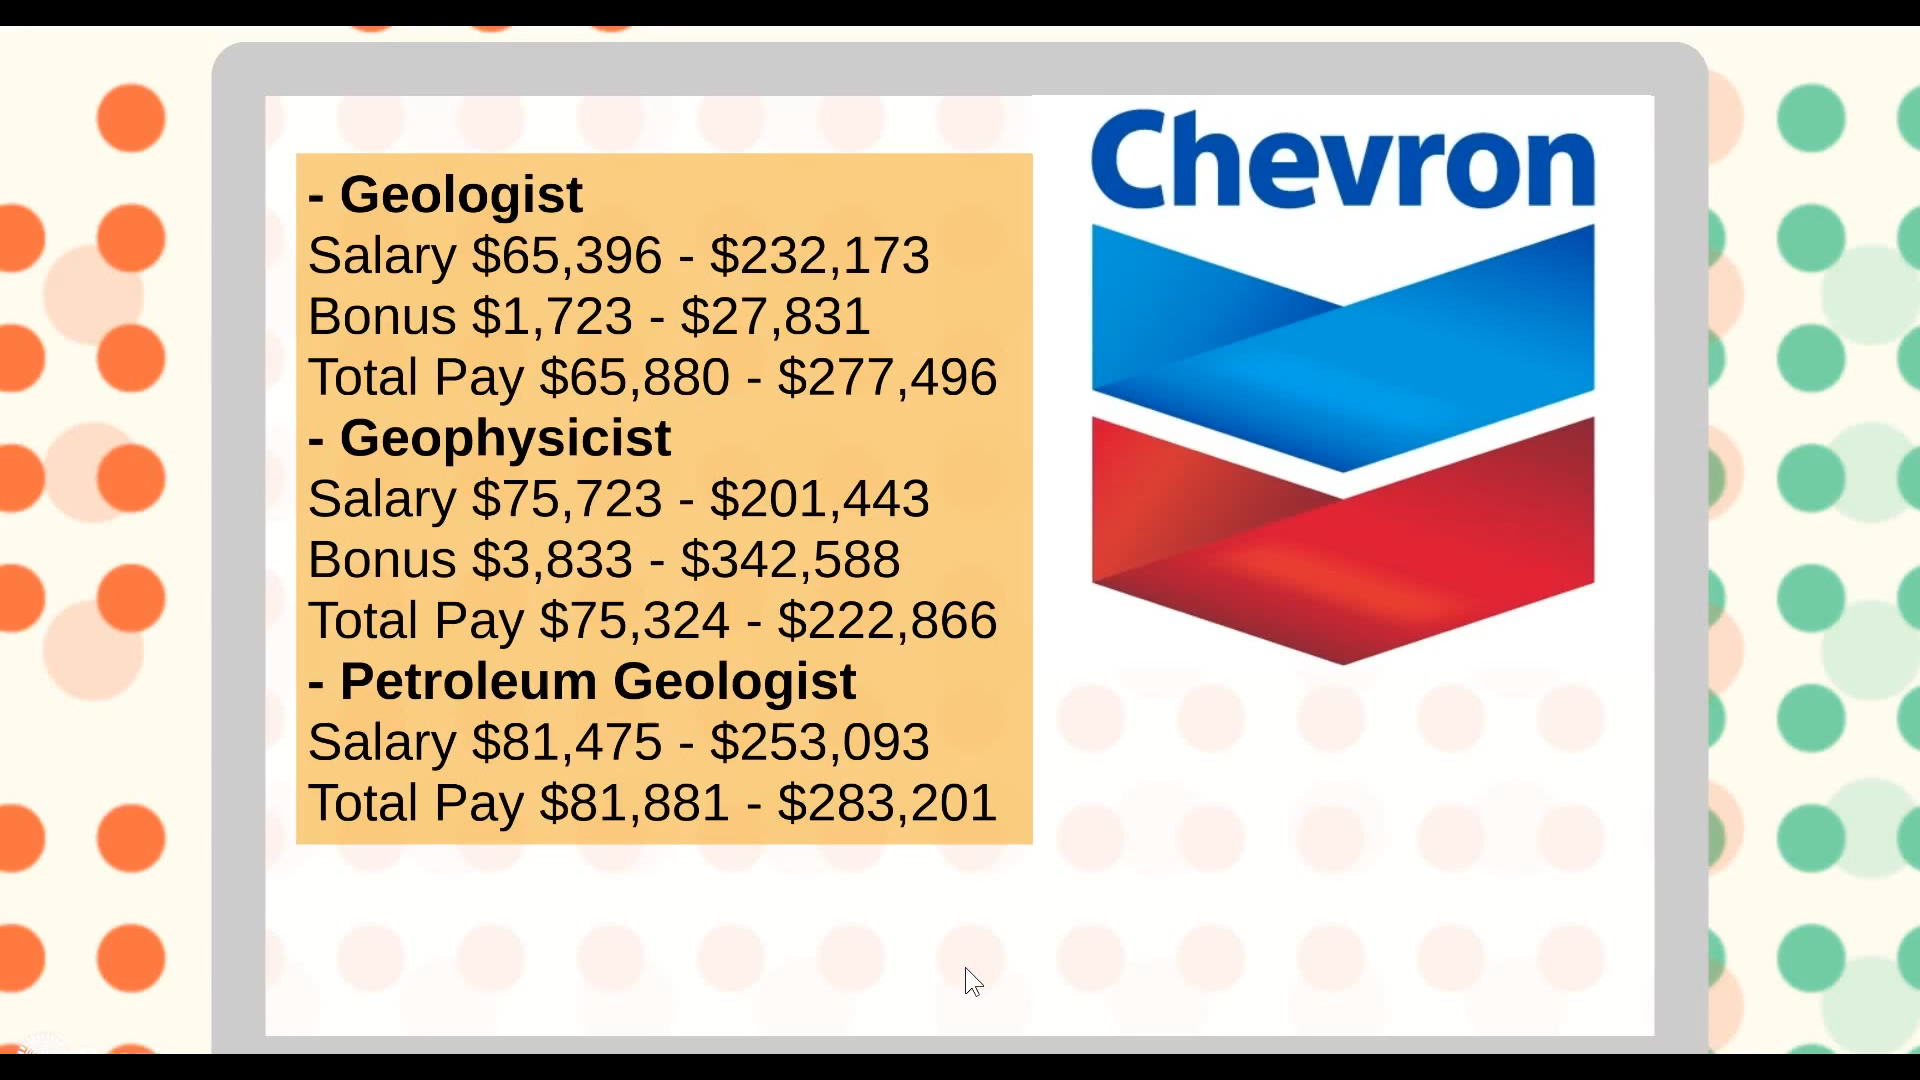 - Geologist
Salary $65,396 - $232,173
Bonus $1,723 - $27,831
Total Pay $65,880 - $277,496
- Geophysicist
Salary $75,723 - $201,443
Bonus $3,833 - $342,588
Total Pay $75,324 - $222,866
- Petroleum Geologist
Salary $81,475 - $253,093
Total Pay $81,881 - $283,201
Chevron